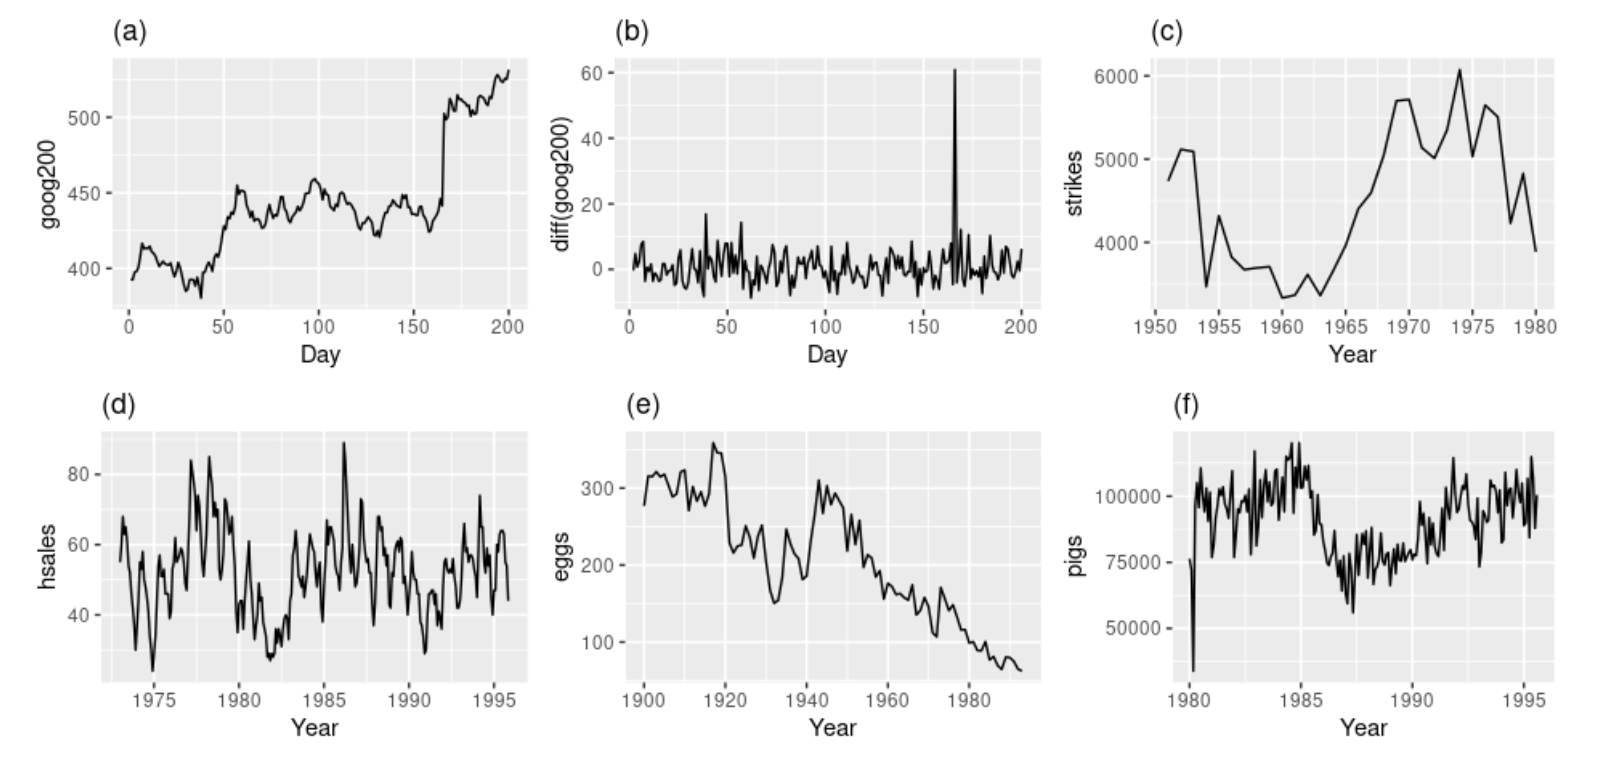 (a)
goog200
500
450
400
0 50 100 150 200
Day
(b)
diff(goog200)
60
40
20
0
0 50 100 150 200
Day
(c)
strikes
6000
5000
4000
1950 1955 1960 1965 1970 1975 1980
Year
(d)
hsales
80
60
40
1975 1980 1985 1990 1995
Year
(e)
eggs
300
200
100
1900 1920 1940 1960 1980
Year
(f)
pigs
100000
75000
50000
1980 1985 1990 1995
Year